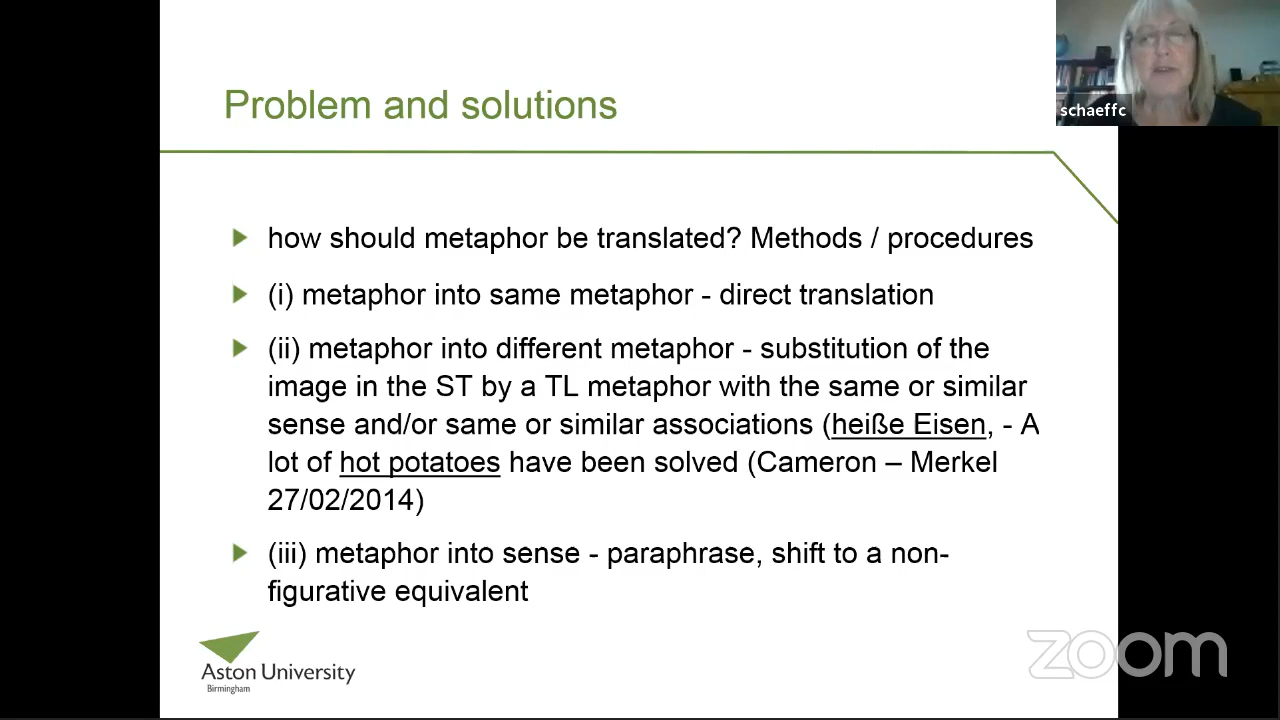 schaeffc
Problem and solutions
how should metaphor be translated? Methods / procedures
(i) metaphor into same metaphor - direct translation
(ii) metaphor into different metaphor - substitution of the
image in the ST by a TL metaphor with the same or similar
sense and/or same or similar associations (heiße Eisen, - A
lot of hot potatoes have been solved (Cameron – Merkel
27/02/2014)
(iii) metaphor into sense - paraphrase, shift to a non-
figurative equivalent
Aston University
Birmingham
zoom